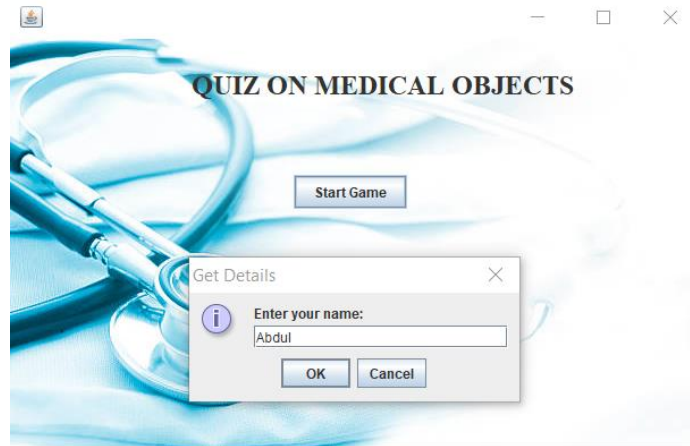 QUIZ ON MEDICAL OBJECTS
Start Game
Get Details
Enter your name:
Abdul
OK Cancel